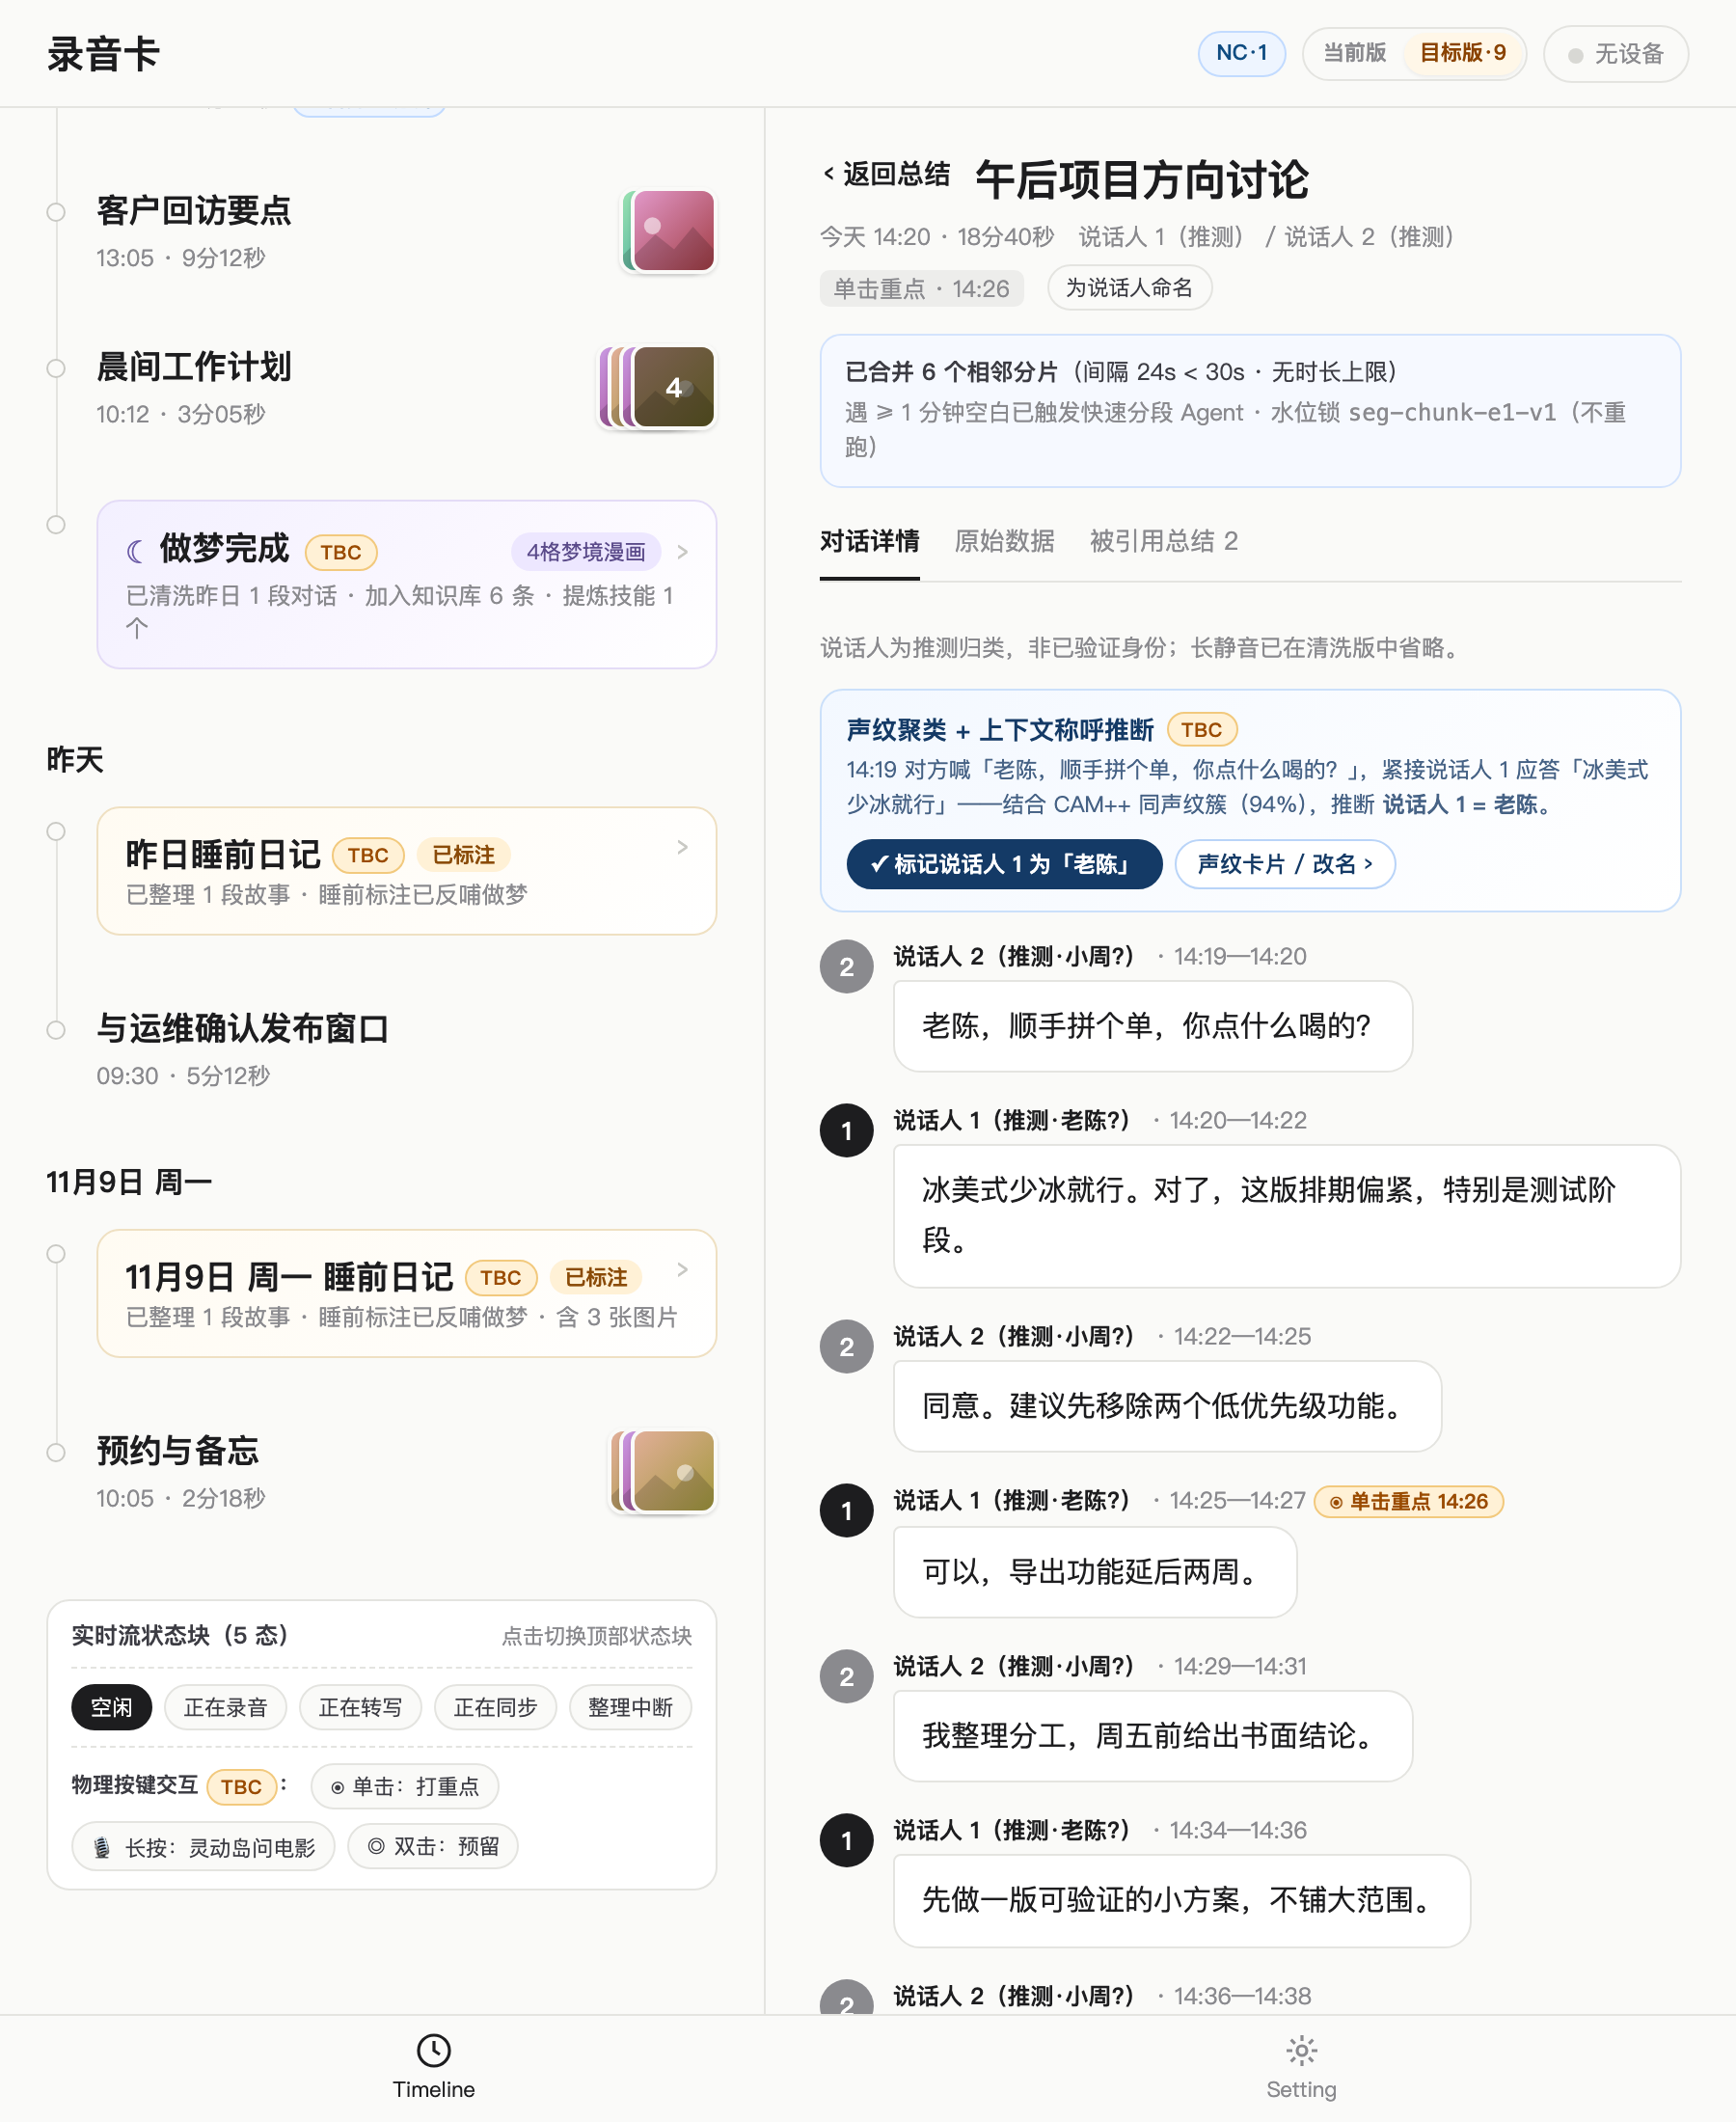 录音卡
NC·1
当前版 目标版·9
无设备
客户回访要点
13:05 · 9分12秒
晨间工作计划
10:12 · 3分05秒
4
做梦完成 TBC 4格梦境漫画
已清洗昨日 1 段对话 · 加入知识库 6 条 · 提炼技能 1
个
昨天
昨日睡前日记 TBC 已标注
已整理 1 段故事 · 睡前标注已反哺做梦
与运维确认发布窗口
09:30 · 5分12秒
11月9日 周一
11月9日 周一 睡前日记 TBC 已标注
已整理 1 段故事 · 睡前标注已反哺做梦 · 含 3 张图片
预约与备忘
10:05 · 2分18秒
实时流状态块（5 态） 点击切换顶部状态块
空闲 正在录音 正在转写 正在同步 整理中断
物理按键交互 TBC： 单击：打重点
长按：灵动岛问电影 双击：预留
‹ 返回总结 午后项目方向讨论
今天 14:20 · 18分40秒 说话人 1（推测） / 说话人 2（推测）
单击重点 · 14:26 为说话人命名
已合并 6 个相邻分片（间隔 24s < 30s · 无时长上限）
遇 ≥ 1 分钟空白已触发快速分段 Agent · 水位锁 seg-chunk-e1-v1（不重
跑）
对话详情 原始数据 被引用总结 2
说话人为推测归类，非已验证身份；长静音已在清洗版中省略。
声纹聚类 + 上下文称呼推断 TBC
14:19 对方喊「老陈，顺手拼个单，你点什么喝的？」，紧接说话人 1 应答「冰美式
少冰就行」——结合 CAM++ 同声纹簇（94%），推断 说话人 1 = 老陈。
✓ 标记说话人 1 为「老陈」 声纹卡片 / 改名 ›
2 说话人 2（推测·小周?） · 14:19—14:20
老陈，顺手拼个单，你点什么喝的？
1 说话人 1（推测·老陈?） · 14:20—14:22
冰美式少冰就行。对了，这版排期偏紧，特别是测试阶
段。
2 说话人 2（推测·小周?） · 14:22—14:25
同意。建议先移除两个低优先级功能。
1 说话人 1（推测·老陈?） · 14:25—14:27 单击重点 14:26
可以，导出功能延后两周。
2 说话人 2（推测·小周?） · 14:29—14:31
我整理分工，周五前给出书面结论。
1 说话人 1（推测·老陈?） · 14:34—14:36
先做一版可验证的小方案，不铺大范围。
2 说话人 2（推测·小周?） · 14:36—14:38
Timeline
Setting